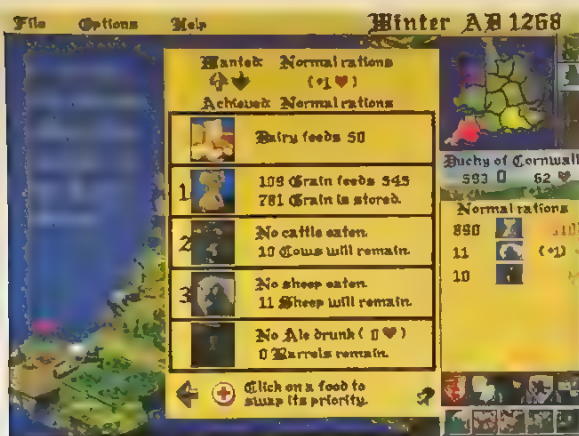 File Options Help Winter AD 1268
Wanted: Normal rations
(+1 )
Achieved: Normal rations
Dairy feeds 50
1 109 Grain feeds 545
781 Grain is stored.
2 No cattle eaten.
10 Cows will remain.
3 No sheep eaten.
11 Sheep will remain.
No Ale drunk ( 0 )
0 Barrels remain.
Click on a food to
swap its priority.
Duchy of Cornwall
593 62
Normal rations
890
11 (+1)
10